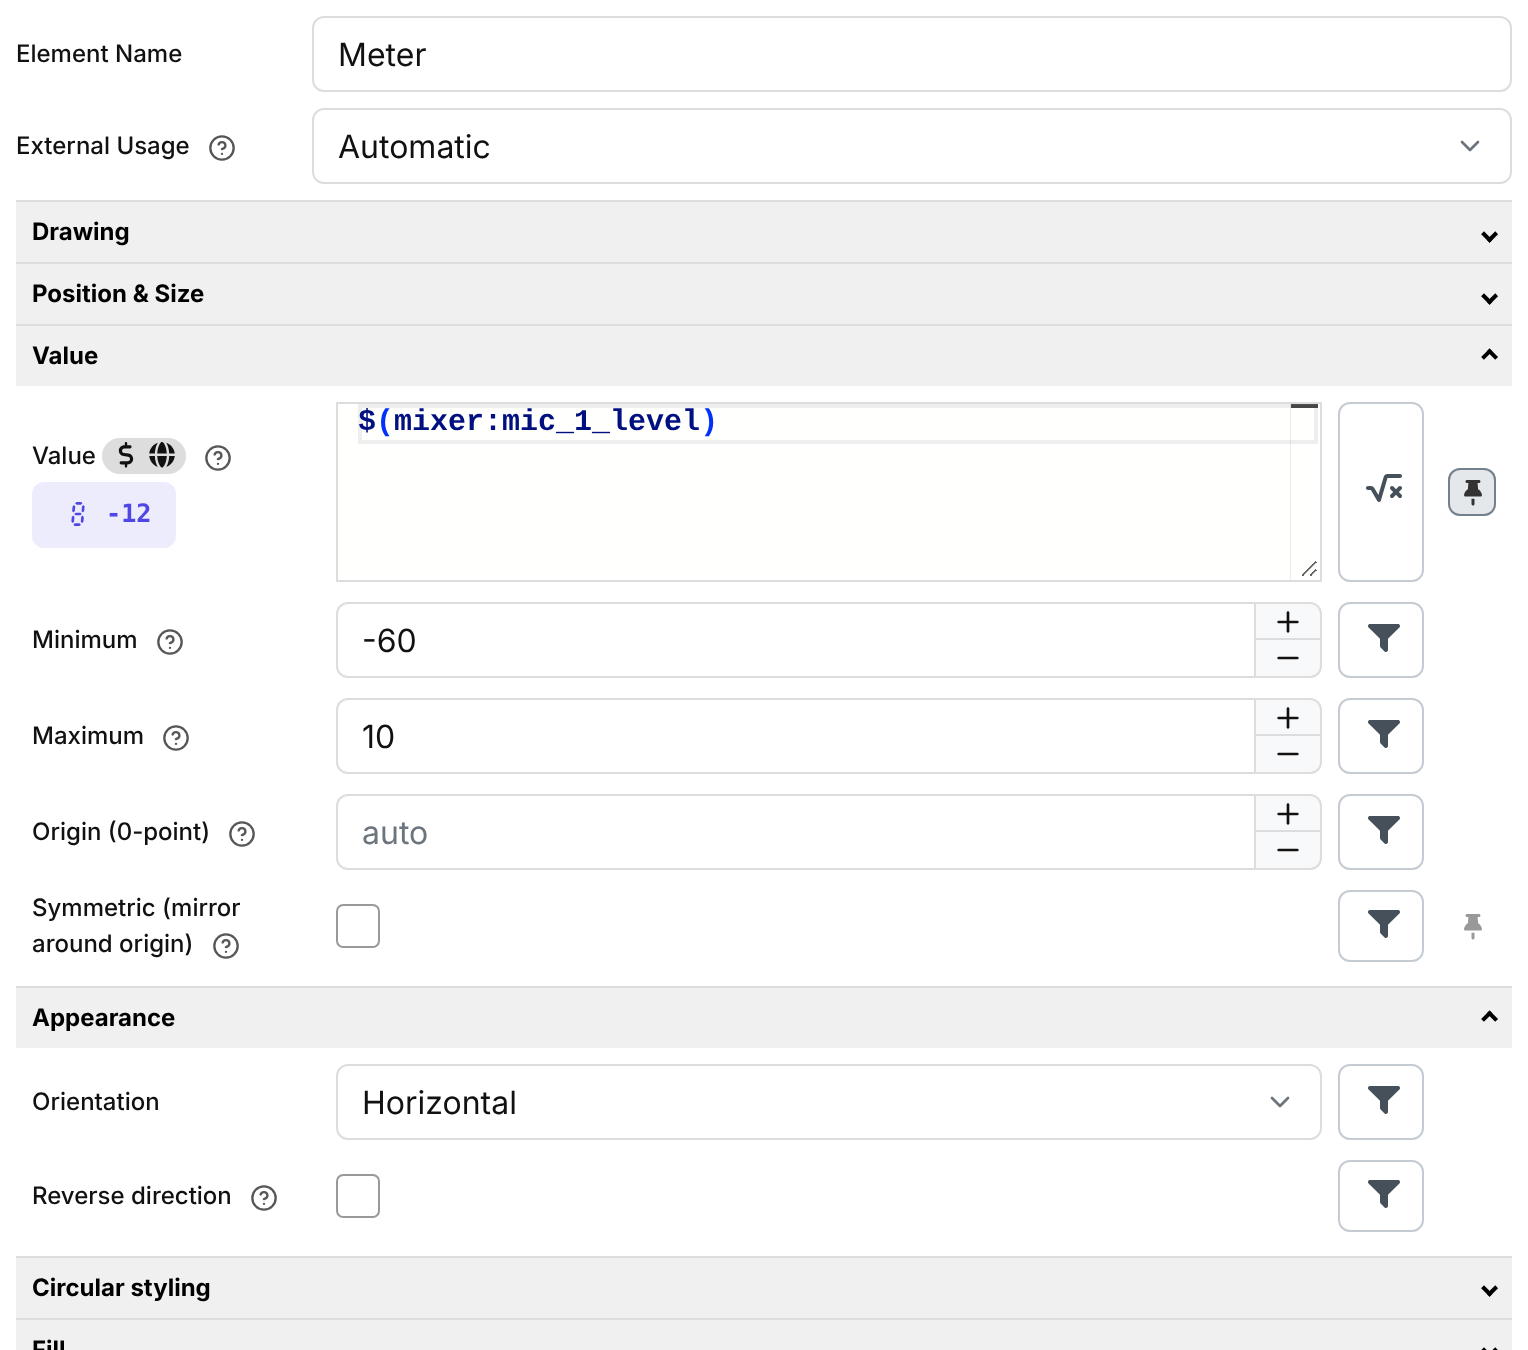 Element Name
Meter
External Usage
Automatic
Drawing
Position & Size
Value
Value $
$(mixer:mic_1_level)
-12
Minimum
-60
Maximum
10
Origin (0-point)
auto
Symmetric (mirror
around origin)
Appearance
Orientation
Horizontal
Reverse direction
Circular styling
Fill